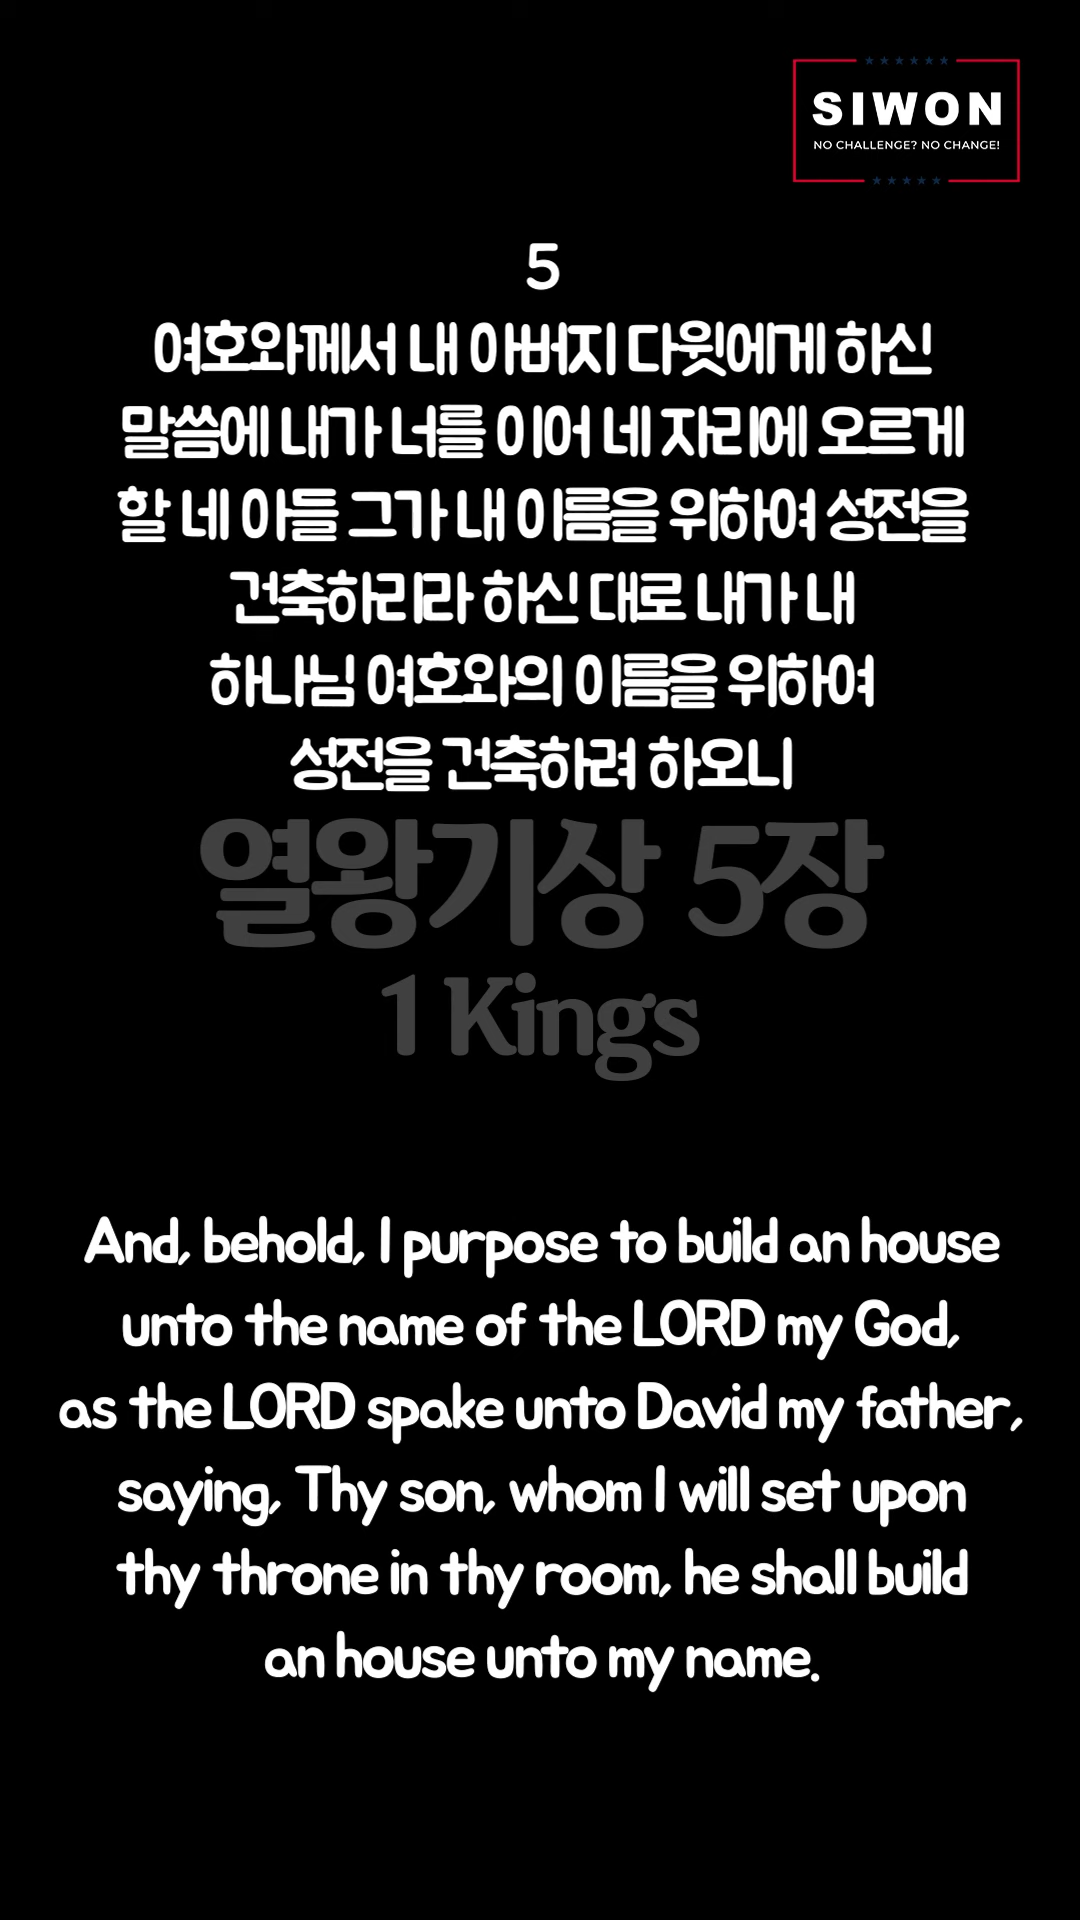 SIWON
NO CHALLENGE? NO CHANGE!
5
여호와께서 내 아버지 다윗에게 하신
말씀에 내가 너를 이어 네 자리에 오르게
할 네 아들 그가 내 이름을 위하여 성전을
건축하리라 하신 대로 내가 내
하나님 여호와의 이름을 위하여
성전을 건축하려 하오니
열왕기상 5장
1 Kings
And, behold, I purpose to build an house
unto the name of the LORD my God,
as the LORD spake unto David my father,
saying, Thy son, whom I will set upon
thy throne in thy room, he shall build
an house unto my name.